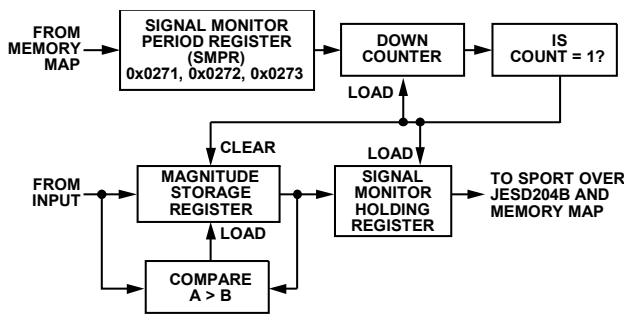 FROM
MEMORY
MAP
SIGNAL MONITOR
PERIOD REGISTER
(SMPR)
0x0271, 0x0272, 0x0273
DOWN
COUNTER
IS
COUNT = 1?
LOAD
CLEAR
LOAD
FROM
INPUT
MAGNITUDE
STORAGE
REGISTER
SIGNAL
MONITOR
HOLDING
REGISTER
TO SPORT OVER
JESD204B AND
MEMORY MAP
LOAD
COMPARE
A > B